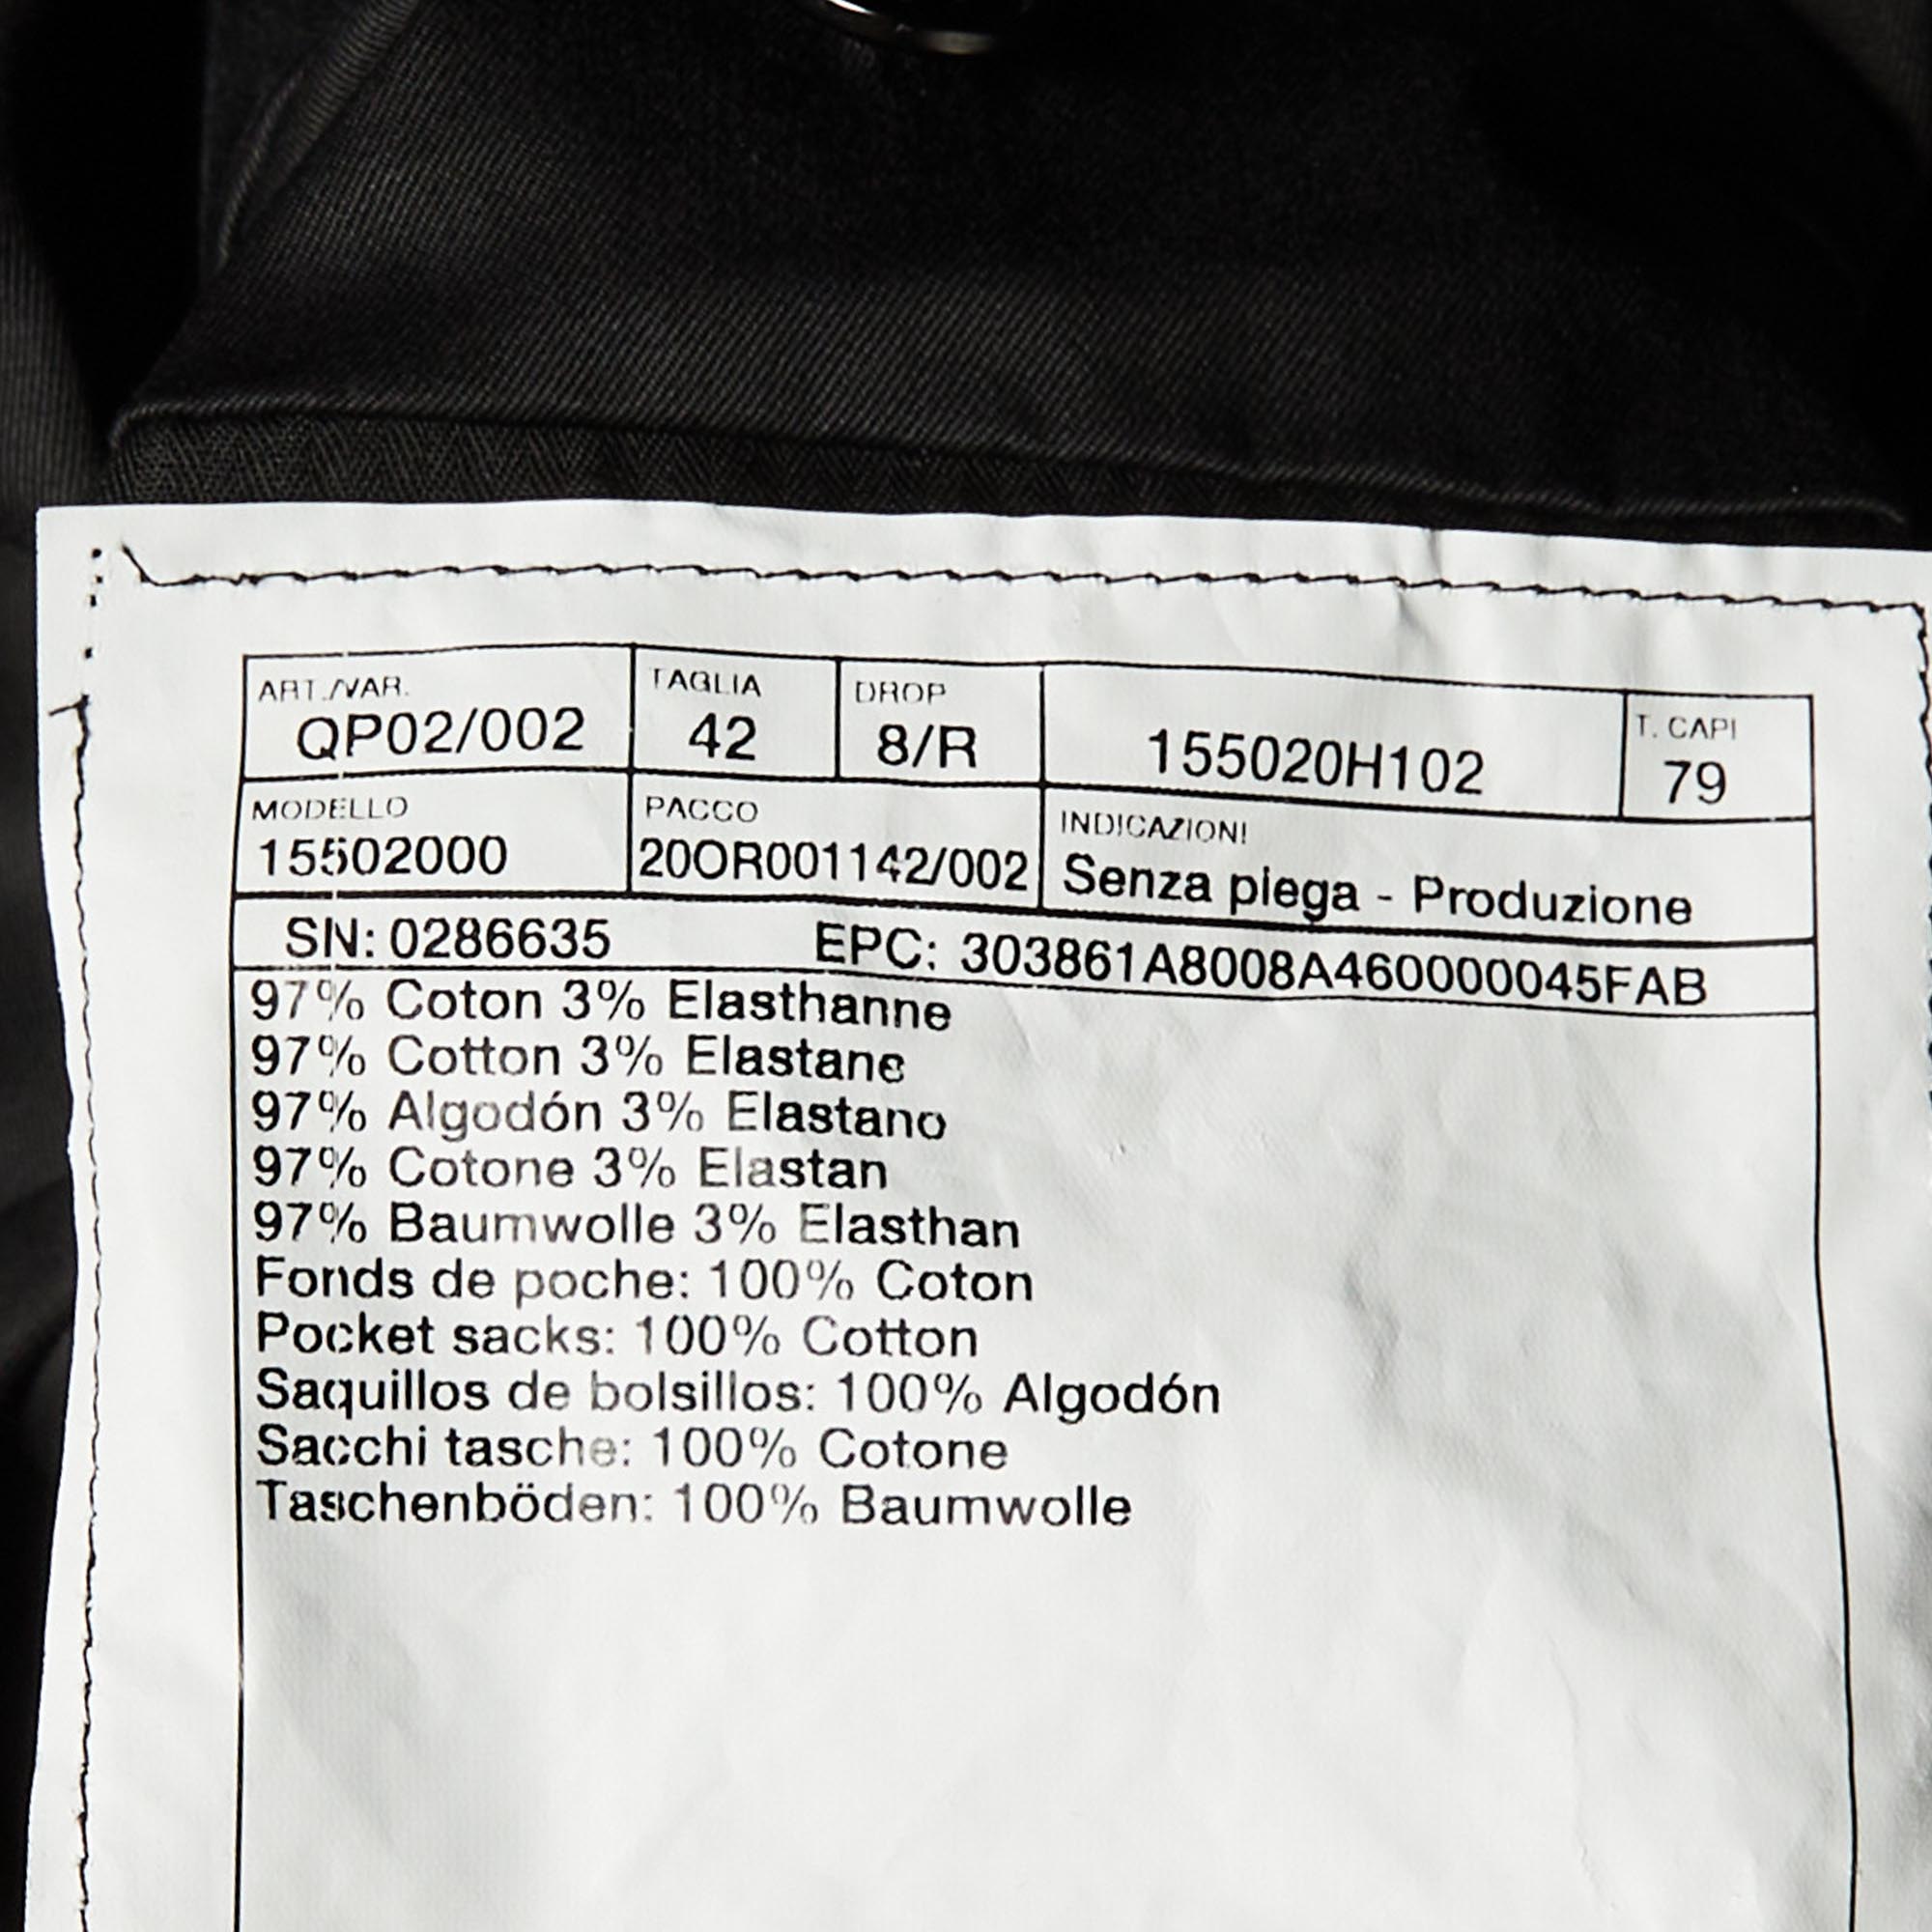 ART./VAR. TAGLIA DROP T. CAPI
QP02/002 42 8/R 155020H102 79
MODELLO PACCO INDICAZIONI
15502000 20OR001142/002 Senza piega - Produzione
SN: 0286635 EPC: 303861A8008A460000045FAB
97% Coton 3% Elasthanne
97% Cotton 3% Elastane
97% Algodón 3% Elastano
97% Cotone 3% Elastan
97% Baumwolle 3% Elasthan
Fonds de poche: 100% Coton
Pocket sacks: 100% Cotton
Saquillos de bolsillos: 100% Algodón
Sacchi tasche: 100% Cotone
Taschenböden: 100% Baumwolle